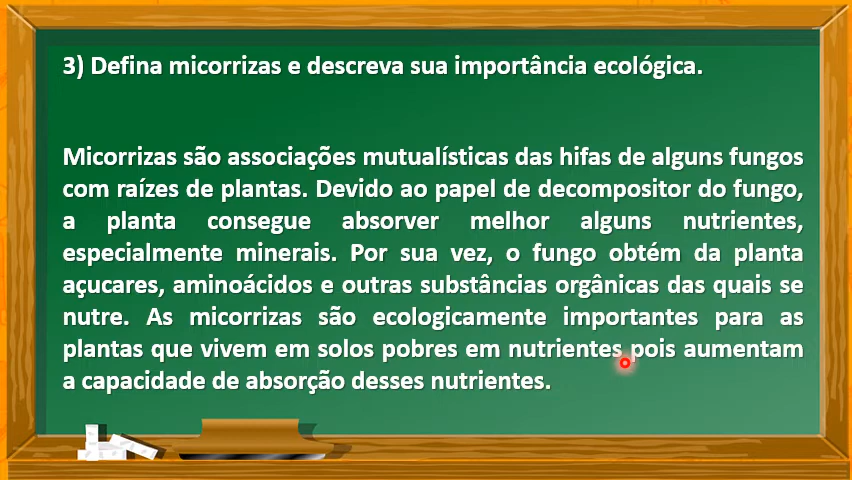 3) Defina micorrizas e descreva sua importância ecológica.
Micorrizas são associações mutualísticas das hifas de alguns fungos
com raízes de plantas. Devido ao papel de decompositor do fungo,
a planta consegue absorver melhor alguns nutrientes,
especialmente minerais. Por sua vez, o fungo obtém da planta
açucares, aminoácidos e outras substâncias orgânicas das quais se
nutre. As micorrizas são ecologicamente importantes para as
plantas que vivem em solos pobres em nutrientes pois aumentam
a capacidade de absorção desses nutrientes.